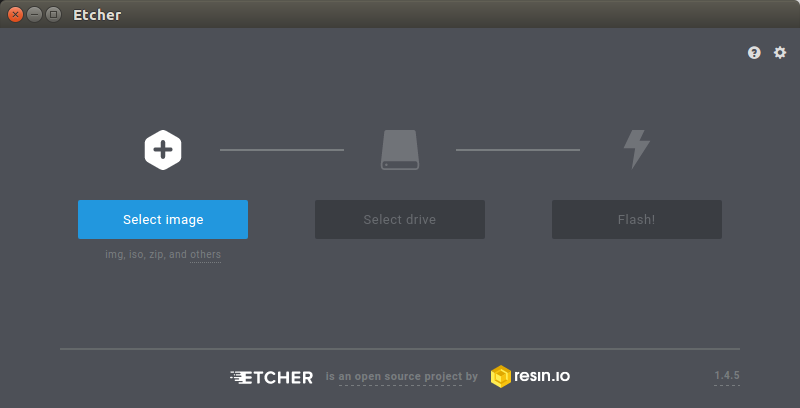 Etcher
Select image
Select drive
Flash!
img, iso, zip, and others
ETCHER is an open source project by resin.io
1.4.5